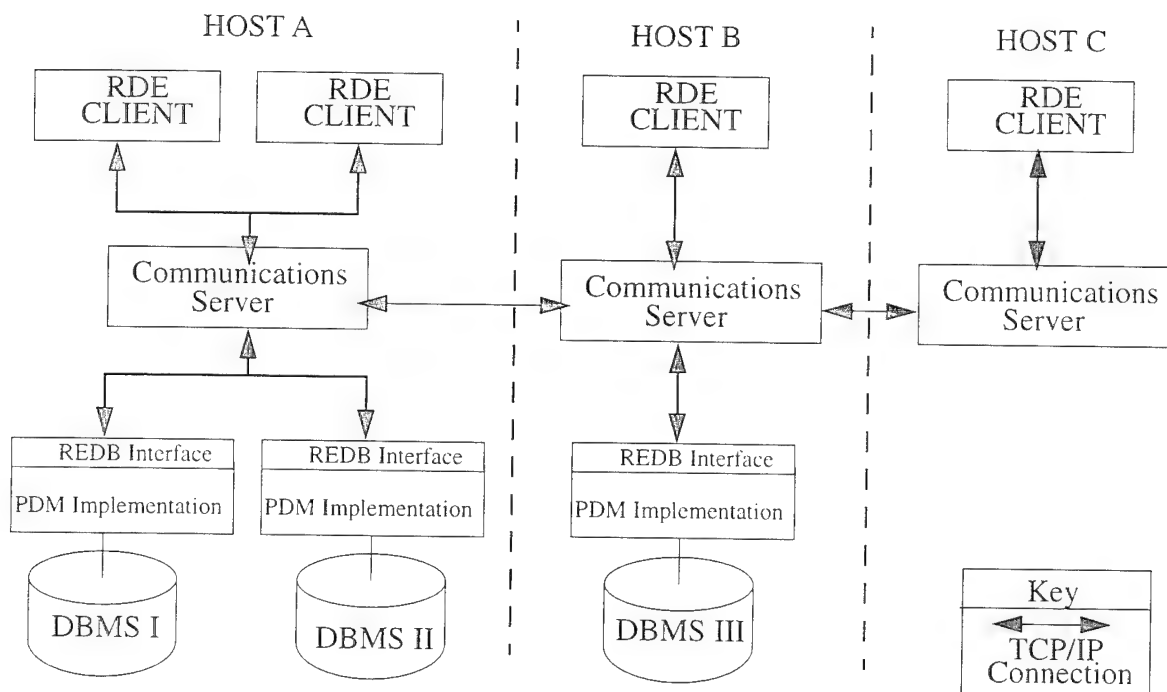 HOST A
HOST B
HOST C
RDE
CLIENT
RDE
CLIENT
RDE
CLIENT
RDE
CLIENT
Communications
Server
Communications
Server
Communications
Server
REDB Interface
PDM Implementation
REDB Interface
PDM Implementation
REDB Interface
PDM Implementation
DBMS I
DBMS II
DBMS III
Key
TCP/IP
Connection